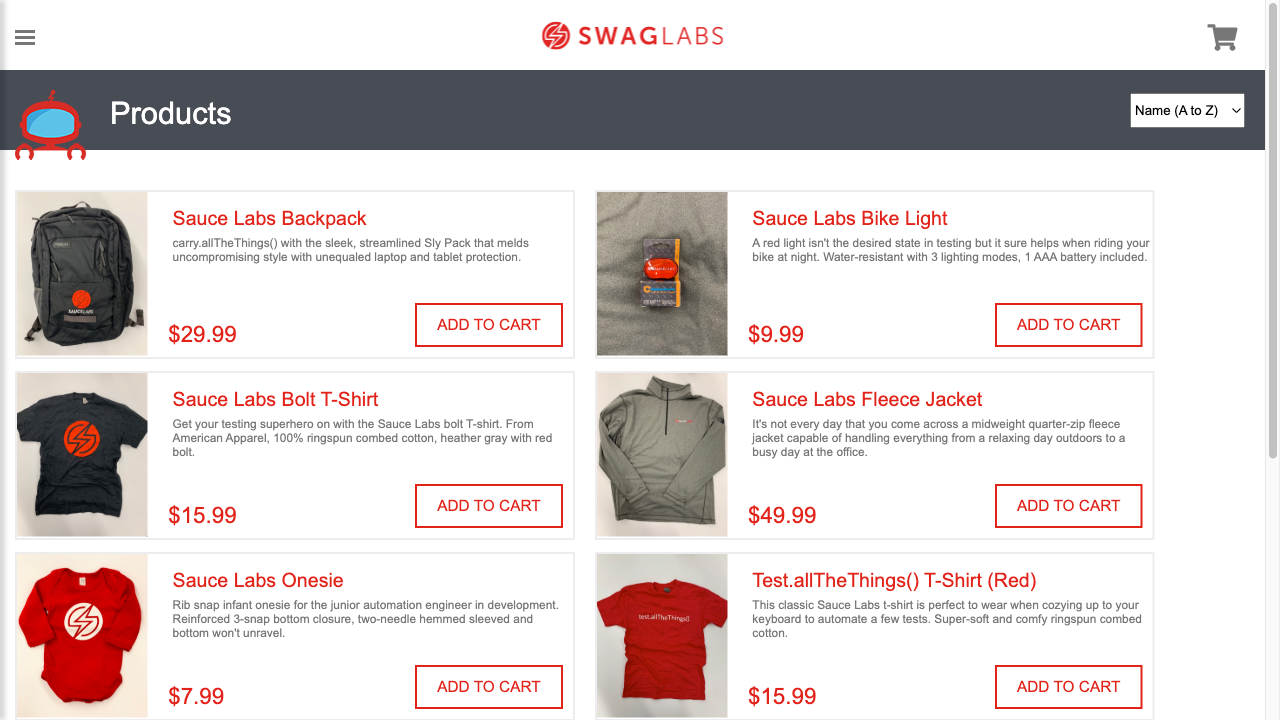 SWAGLABS
Products
Name (A to Z)
Sauce Labs Backpack
carry.allTheThings() with the sleek, streamlined Sly Pack that melds
uncompromising style with unequaled laptop and tablet protection.
$29.99
ADD TO CART
SAUCELABS
Sauce Labs Bike Light
A red light isn't the desired state in testing but it sure helps when riding your
bike at night. Water-resistant with 3 lighting modes, 1 AAA battery included.
$9.99
ADD TO CART
Sauce Labs Bolt T-Shirt
Get your testing superhero on with the Sauce Labs bolt T-shirt. From
American Apparel, 100% ringspun combed cotton, heather gray with red
bolt.
$15.99
ADD TO CART
Sauce Labs Fleece Jacket
It's not every day that you come across a midweight quarter-zip fleece
jacket capable of handling everything from a relaxing day outdoors to a
busy day at the office.
$49.99
ADD TO CART
Sauce Labs Onesie
Rib snap infant onesie for the junior automation engineer in development.
Reinforced 3-snap bottom closure, two-needle hemmed sleeved and
bottom won't unravel.
$7.99
ADD TO CART
Test.allTheThings() T-Shirt (Red)
This classic Sauce Labs t-shirt is perfect to wear when cozying up to your
keyboard to automate a few tests. Super-soft and comfy ringspun combed
cotton.
test.allTheThings()
$15.99
ADD TO CART